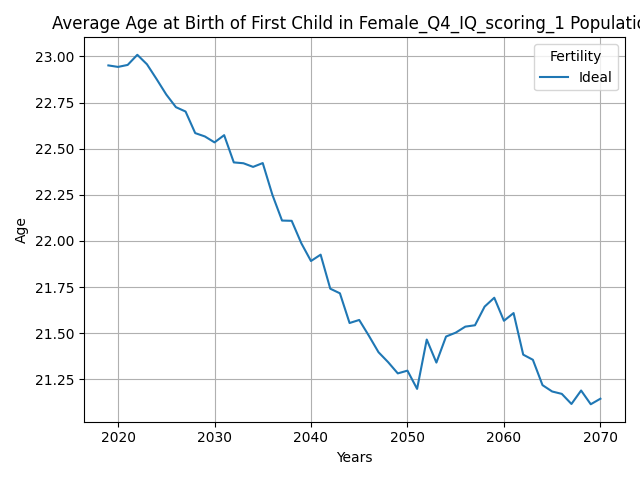 Average Age at Birth of First Child in Female_Q4_IQ_scoring_1 Populatio
Fertility
Ideal
23.00
22.75
22.50
22.25
22.00
21.75
21.50
21.25
Age
2020 2030 2040 2050 2060 2070
Years